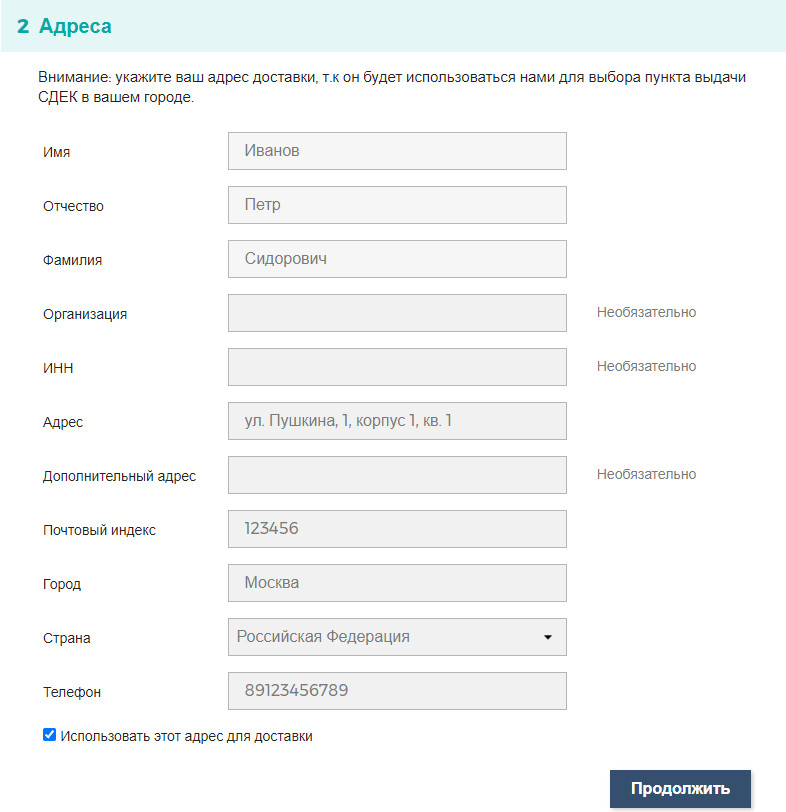 2 Адреса
Внимание: укажите ваш адрес доставки, т.к он будет использоваться нами для выбора пункта выдачи
СДЕК в вашем городе.
Имя Иванов
Отчество Петр
Фамилия Сидорович
Организация Необязательно
ИНН Необязательно
Адрес ул. Пушкина, 1, корпус 1, кв. 1
Дополнительный адрес Необязательно
Почтовый индекс 123456
Город Москва
Страна Российская Федерация
Телефон 89123456789
Использовать этот адрес для доставки
Продолжить